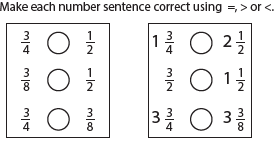 Make each number sentence correct using =, > or <.
3/4 ○ 1/2
3/8 ○ 1/2
3/4 ○ 3/8
1 3/4 ○ 2 1/2
3/2 ○ 1 1/2
3 3/4 ○ 3 3/8